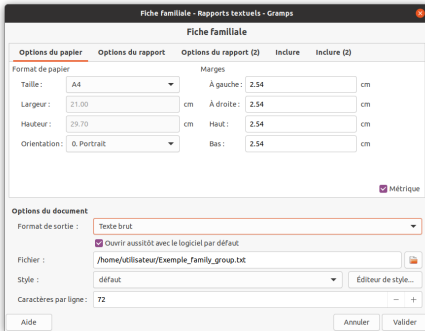 Fiche familiale - Rapports textuels - Gramps
Fiche familiale
Options du papier Options du rapport Options du rapport (2) Inclure Inclure (2)
Format de papier Marges
Taille : A4 À gauche : 2.54 cm
Largeur : 21.00 cm À droite : 2.54 cm
Hauteur : 29.70 cm Haut : 2.54 cm
Orientation : 0. Portrait Bas : 2.54 cm
Métrique
Options du document
Format de sortie : Texte brut
Ouvrir aussitôt avec le logiciel par défaut
Fichier : /home/utilisateur/Exemple_family_group.txt
Style : défaut Éditeur de style...
Caractères par ligne : 72 - +
Aide Annuler Valider